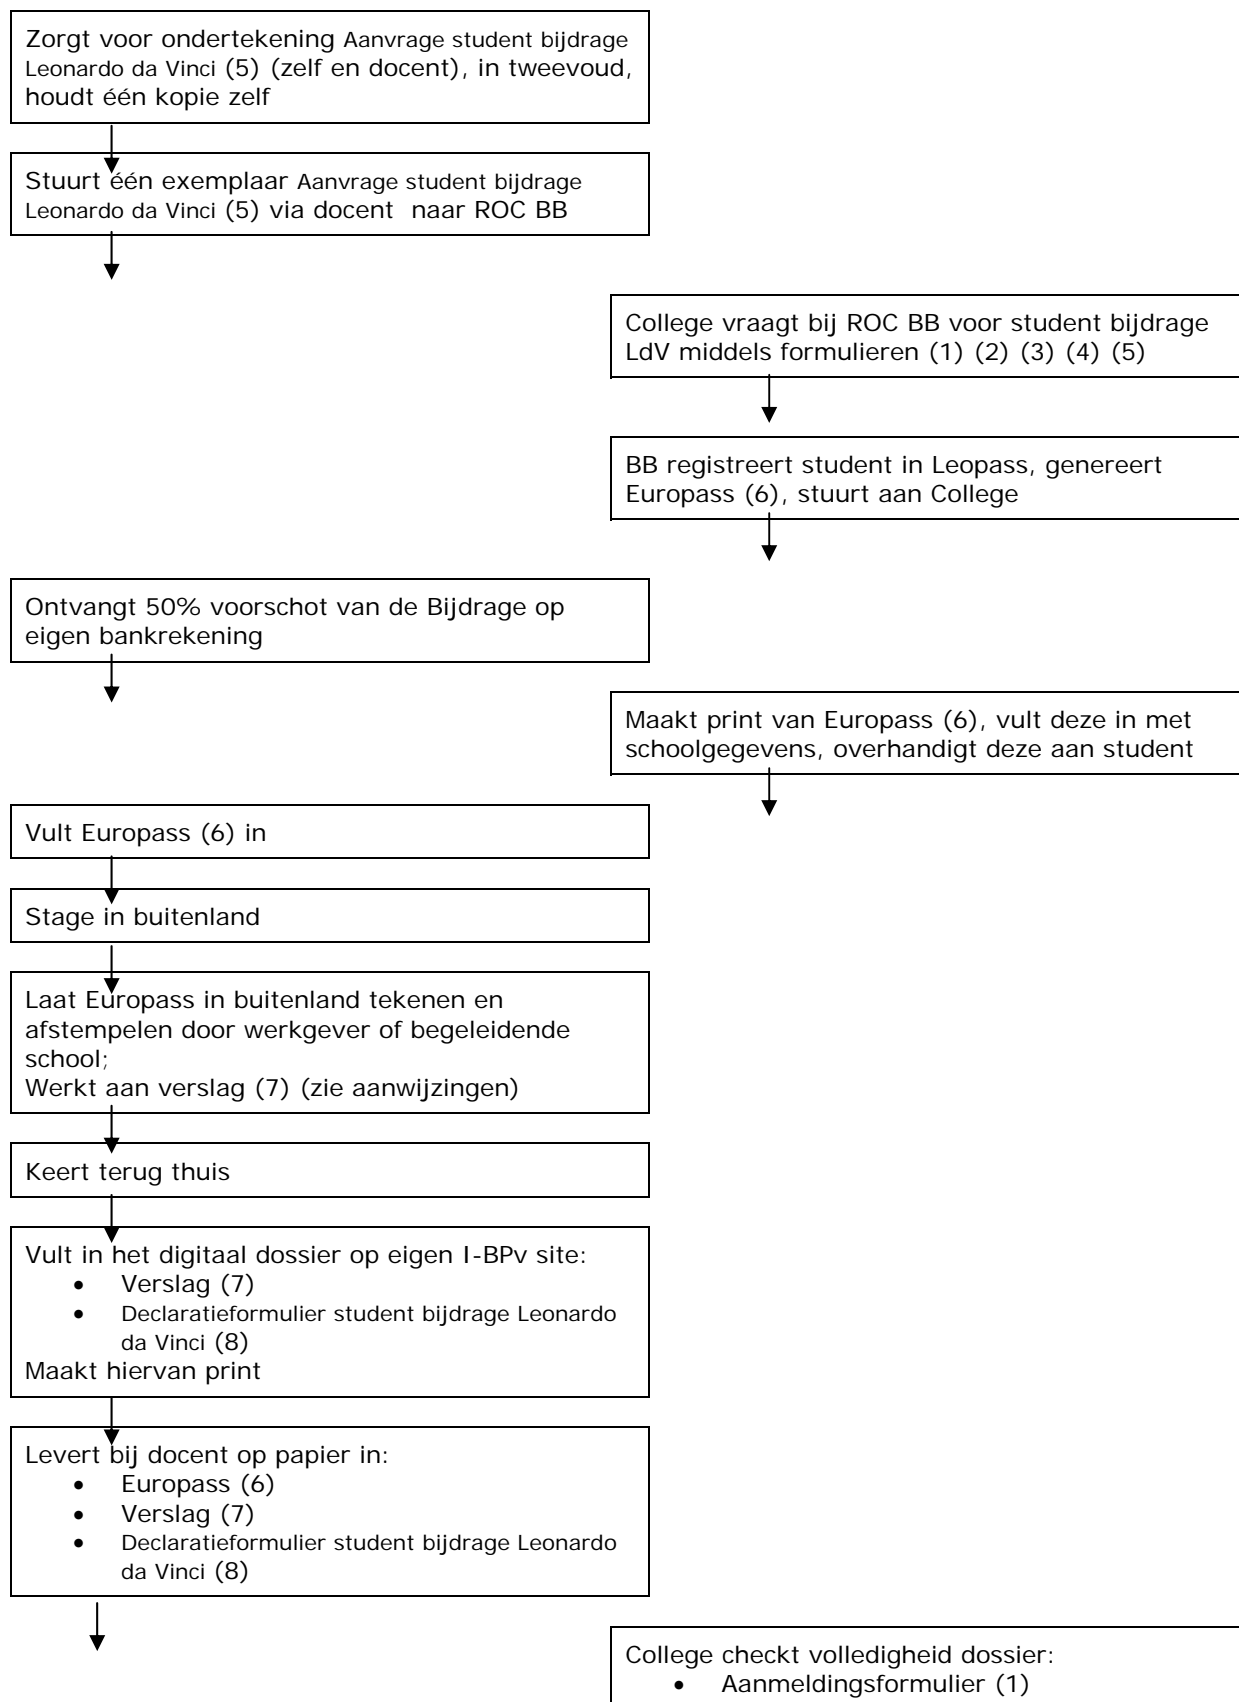 Zorgt voor ondertekening Aanvrage student bijdrage
Leonardo da Vinci (5) (zelf en docent), in tweevoud,
houdt één kopie zelf
Stuurt één exemplaar Aanvrage student bijdrage
Leonardo da Vinci (5) via docent naar ROC BB
College vraagt bij ROC BB voor student bijdrage
LdV middels formulieren (1) (2) (3) (4) (5)
BB registreert student in Leopass, genereert
Europass (6), stuurt aan College
Ontvangt 50% voorschot van de Bijdrage op
eigen bankrekening
Maakt print van Europass (6), vult deze in met
schoolgegevens, overhandigt deze aan student
Vult Europass (6) in
Stage in buitenland
Laat Europass in buitenland tekenen en
afstempelen door werkgever of begeleidende
school;
Werkt aan verslag (7) (zie aanwijzingen)
Keert terug thuis
Vult in het digitaal dossier op eigen I-BPv site:
• Verslag (7)
• Declaratieformulier student bijdrage Leonardo
da Vinci (8)
Maakt hiervan print
Levert bij docent op papier in:
• Europass (6)
• Verslag (7)
• Declaratieformulier student bijdrage Leonardo
da Vinci (8)
College checkt volledigheid dossier:
• Aanmeldingsformulier (1)